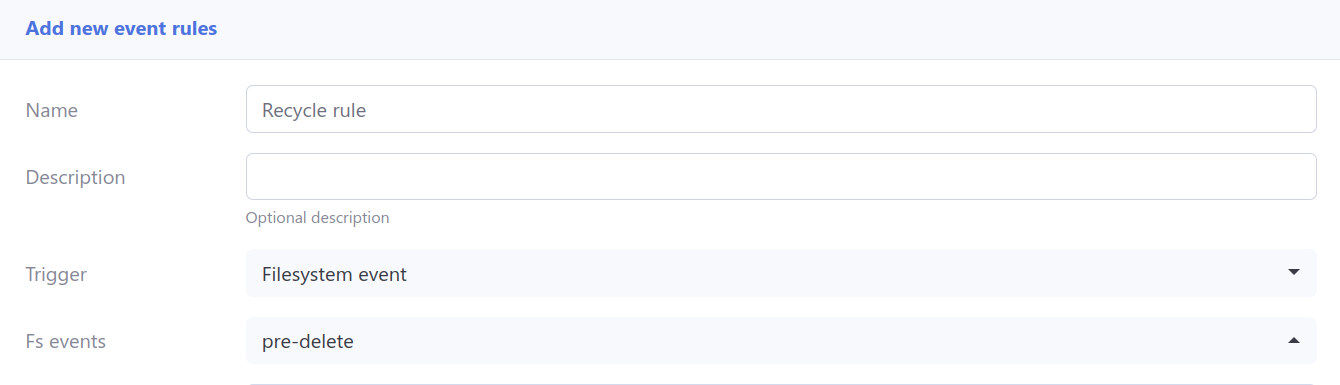 Add new event rules
Name
Recycle rule
Description
Optional description
Trigger
Filesystem event
Fs events
pre-delete